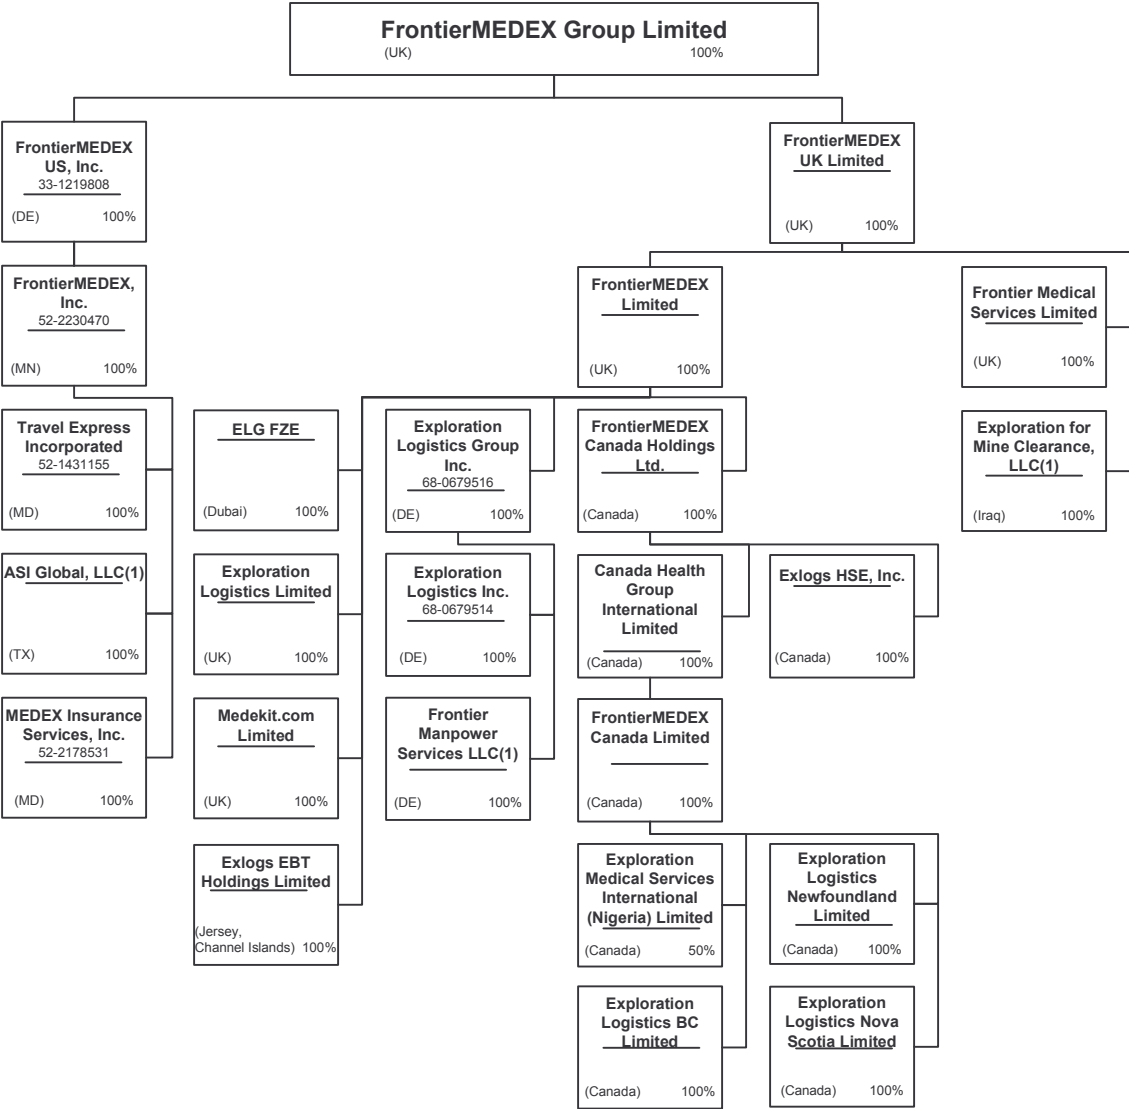 FrontierMEDEX Group Limited
(UK) 100%
FrontierMEDEX
US, Inc.
33-1219808
(DE) 100%
FrontierMEDEX
UK Limited
(UK) 100%
FrontierMEDEX,
Inc.
52-2230470
(MN) 100%
FrontierMEDEX
Limited
(UK) 100%
Frontier Medical
Services Limited
(UK) 100%
Travel Express
Incorporated
52-1431155
(MD) 100%
ELG FZE
(Dubai) 100%
Exploration
Logistics Group
Inc.
68-0679516
(DE) 100%
FrontierMEDEX
Canada Holdings
Ltd.
(Canada) 100%
Exploration for
Mine Clearance,
LLC(1)
(Iraq) 100%
ASI Global, LLC(1)
(TX) 100%
Exploration
Logistics Limited
(UK) 100%
Exploration
Logistics Inc.
68-0679514
(DE) 100%
Canada Health
Group
International
Limited
(Canada) 100%
Exlogs HSE, Inc.
(Canada) 100%
MEDEX Insurance
Services, Inc.
52-2178531
(MD) 100%
Medekit.com
Limited
(UK) 100%
Frontier
Manpower
Services LLC(1)
(DE) 100%
FrontierMEDEX
Canada Limited
(Canada) 100%
Exlogs EBT
Holdings Limited
(Jersey,
Channel Islands) 100%
Exploration
Medical Services
International
(Nigeria) Limited
(Canada) 50%
Exploration
Logistics
Newfoundland
Limited
(Canada) 100%
Exploration
Logistics BC
Limited
(Canada) 100%
Exploration
Logistics Nova
Scotia Limited
(Canada) 100%